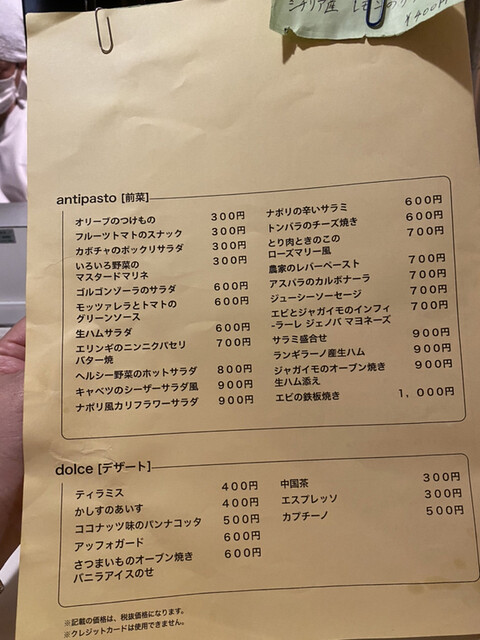 シチリア産 レモンの
¥400円
antipasto [前菜]
オリーブのつけもの 300円
フルーツトマトのスナック 300円
カボチャのボックリサラダ 300円
いろいろ野菜の 300円
マスタードマリネ
ゴルゴンゾーラのサラダ 600円
モッツァレラとトマトの 600円
グリーンソース
生ハムサラダ 600円
エリンギのニンニクパセリ 700円
バター焼
ヘルシー野菜のホットサラダ 800円
キャベツのシーザーサラダ風 900円
ナポリ風カリフラワーサラダ 900円
ナポリの辛いサラミ 600円
トンバラのチーズ焼き 600円
とり肉ときのこの 700円
ローズマリー風
農家のレバーペースト 700円
アスパラのカルボナーラ 700円
ジューシーソーセージ 700円
エビとジャガイモのインフィ 700円
-ラーレ ジェノバ マヨネーズ
サラミ盛合せ 900円
ランギラーノ産生ハム 900円
ジャガイモのオーブン焼き 900円
生ハム添え
エビの鉄板焼き 1，000円
dolce [デザート]
ティラミス 400円
かしすのあいす 400円
ココナッツ味のパンナコッタ 500円
アッフォガード 600円
さつまいものオーブン焼き 600円
バニラアイスのせ
中国茶 300円
エスプレッソ 300円
カプチーノ 500円
※記載の価格は、税抜価格になります。
※クレジットカードは使用できません。